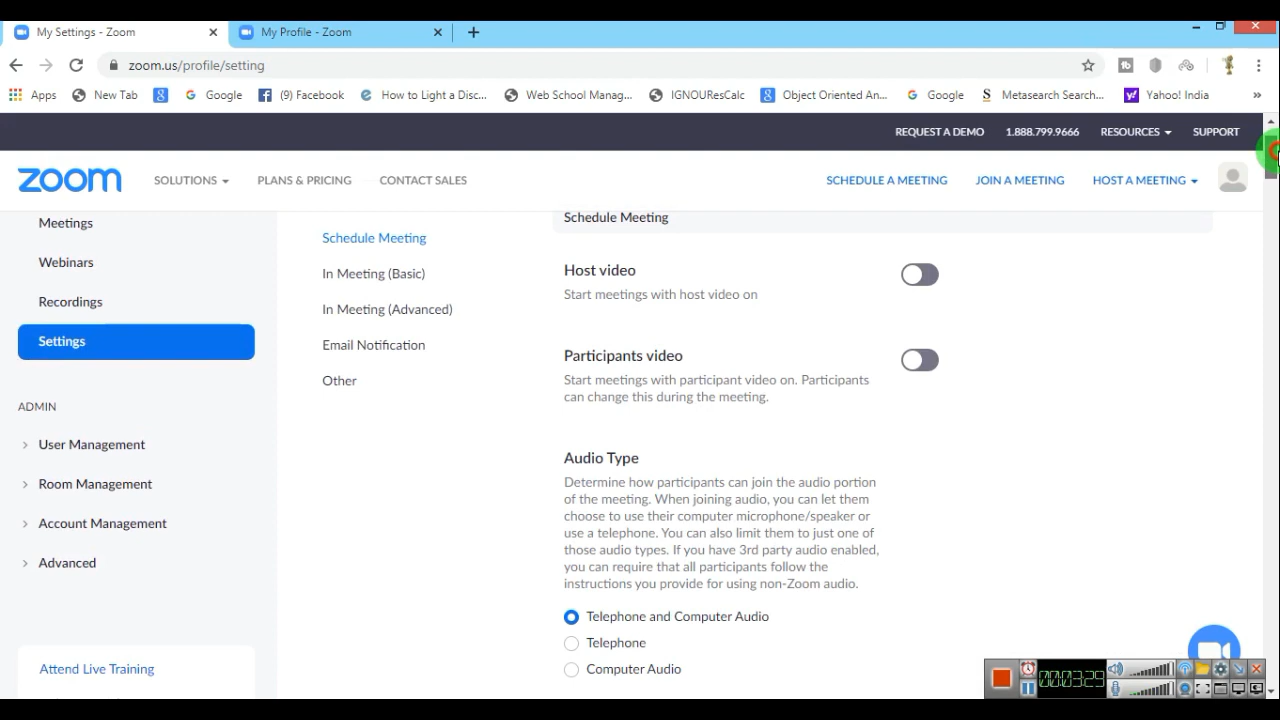 My Settings - Zoom
My Profile - Zoom
zoom.us/profile/setting
Apps
New Tab
Google
(9) Facebook
How to Light a Disc...
Web School Manag...
IGNOUResCalc
Object Oriented An...
Google
Metasearch Search...
Yahoo! India
REQUEST A DEMO
1.888.799.9666
RESOURCES
SUPPORT
zoom
SOLUTIONS
PLANS & PRICING
CONTACT SALES
SCHEDULE A MEETING
JOIN A MEETING
HOST A MEETING
Meetings
Webinars
Recordings
Settings
ADMIN
User Management
Room Management
Account Management
Advanced
Attend Live Training
Schedule Meeting
In Meeting (Basic)
In Meeting (Advanced)
Email Notification
Other
Schedule Meeting
Host video
Start meetings with host video on
Participants video
Start meetings with participant video on. Participants
can change this during the meeting.
Audio Type
Determine how participants can join the audio portion
of the meeting. When joining audio, you can let them
choose to use their computer microphone/speaker or
use a telephone. You can also limit them to just one of
those audio types. If you have 3rd party audio enabled,
you can require that all participants follow the
instructions you provide for using non-Zoom audio.
Telephone and Computer Audio
Telephone
Computer Audio
00:03:29